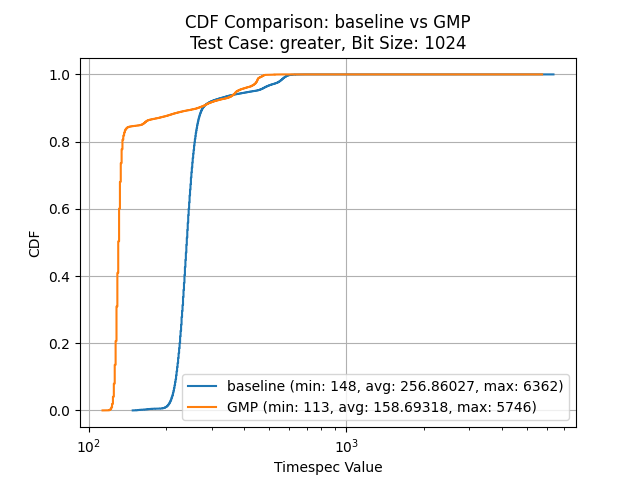 CDF Comparison: baseline vs GMP
Test Case: greater, Bit Size: 1024
1.0
0.8
0.6
0.4
0.2
0.0
CDF
baseline (min: 148, avg: 256.86027, max: 6362)
GMP (min: 113, avg: 158.69318, max: 5746)
10²
10³
Timespec Value